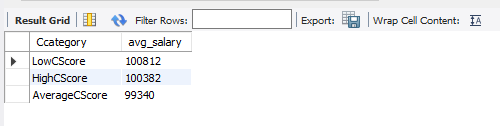 Result Grid Filter Rows: Export: Wrap Cell Content:
Ccategory avg_salary
LowCScore 100812
HighCScore 100382
AverageCScore 99340